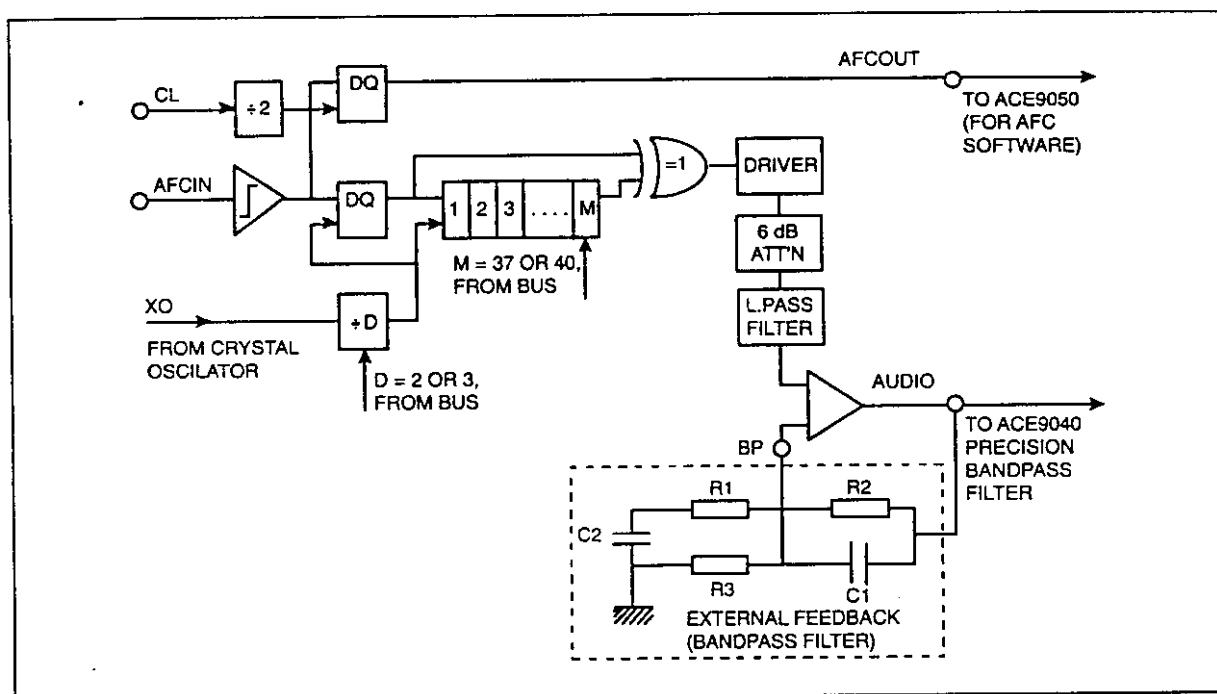 AFCOUT
DQ
CL
÷2
TO ACE9050
(FOR AFC
SOFTWARE)
=1
DRIVER
AFCIN
DQ
1 2 3 .... M
6 dB
ATT'N
M = 37 OR 40,
FROM BUS
XO
÷D
L.PASS
FILTER
FROM CRYSTAL
OSCILATOR
D = 2 OR 3,
FROM BUS
AUDIO
TO ACE9040
PRECISION
BANDPASS
FILTER
BP
R1
R2
C2
R3
C1
EXTERNAL FEEDBACK
(BANDPASS FILTER)